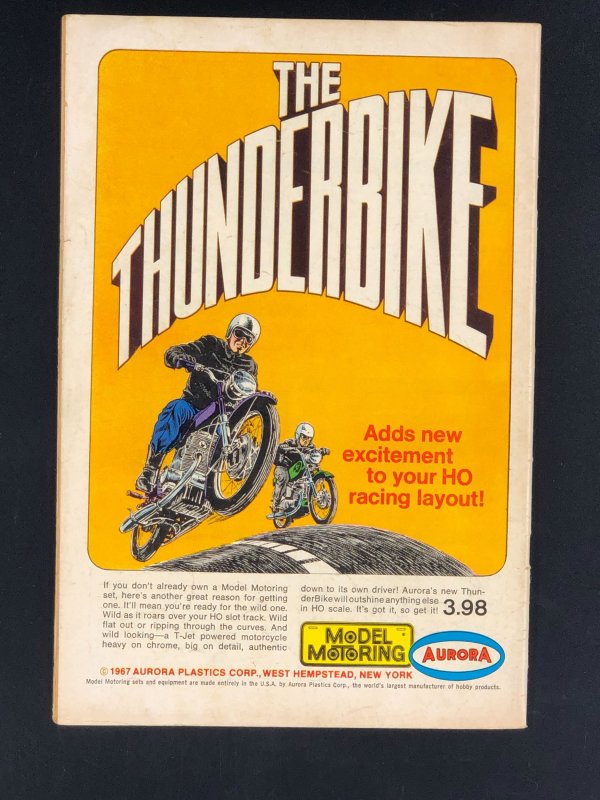 THE
THUNDERBIKE
Adds new
excitement
to your HO
racing layout!
If you don't already own a Model Motoring
set, here's another great reason for getting
one. It'll mean you're ready for the wild one.
Wild as it roars over your HO slot track. Wild
flat out or ripping through the curves. And
wild looking—a T-Jet powered motorcycle
heavy on chrome, big on detail, authentic
down to its own driver! Aurora's new Thun-
derBike will outshine anything else
in HO scale. It's got it, so get it! 3.98
MODEL
MOTORING
AURORA
© 1967 AURORA PLASTICS CORP., WEST HEMPSTEAD, NEW YORK
Model Motoring sets and equipment are made entirely in the U.S.A. by Aurora Plastics Corp., the world's largest manufacturer of hobby products.